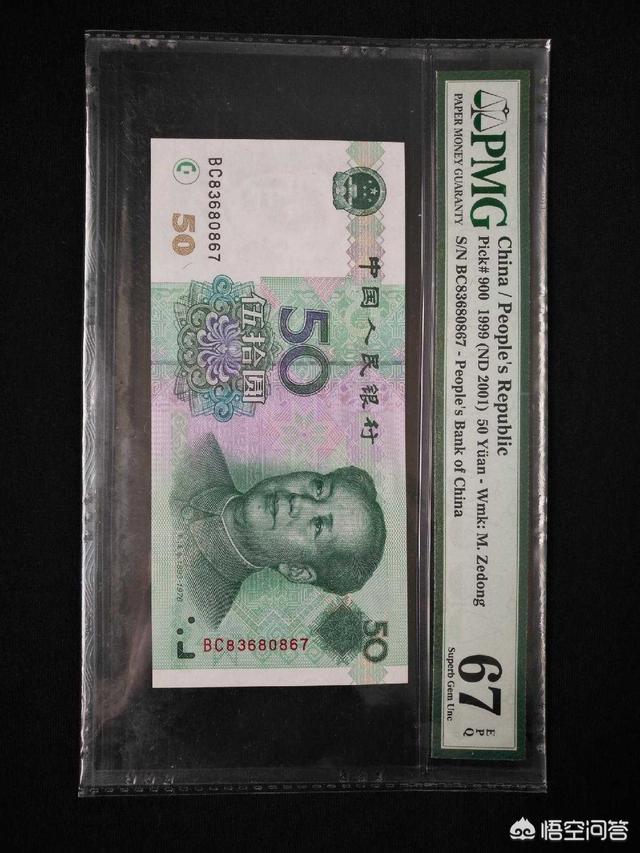 PMG
PAPER MONEY GUARANTY
China / People's Republic
Pick# 900 1999 (ND 2001) 50 Yüan - Wmk: M. Zedong
S/N BC83680867 - People's Bank of China
67
EPQ
Superb Gem Unc
中国人民银行
BC83680867
50
50
伍拾圆
1893-1976
BC83680867
50
悟空问答